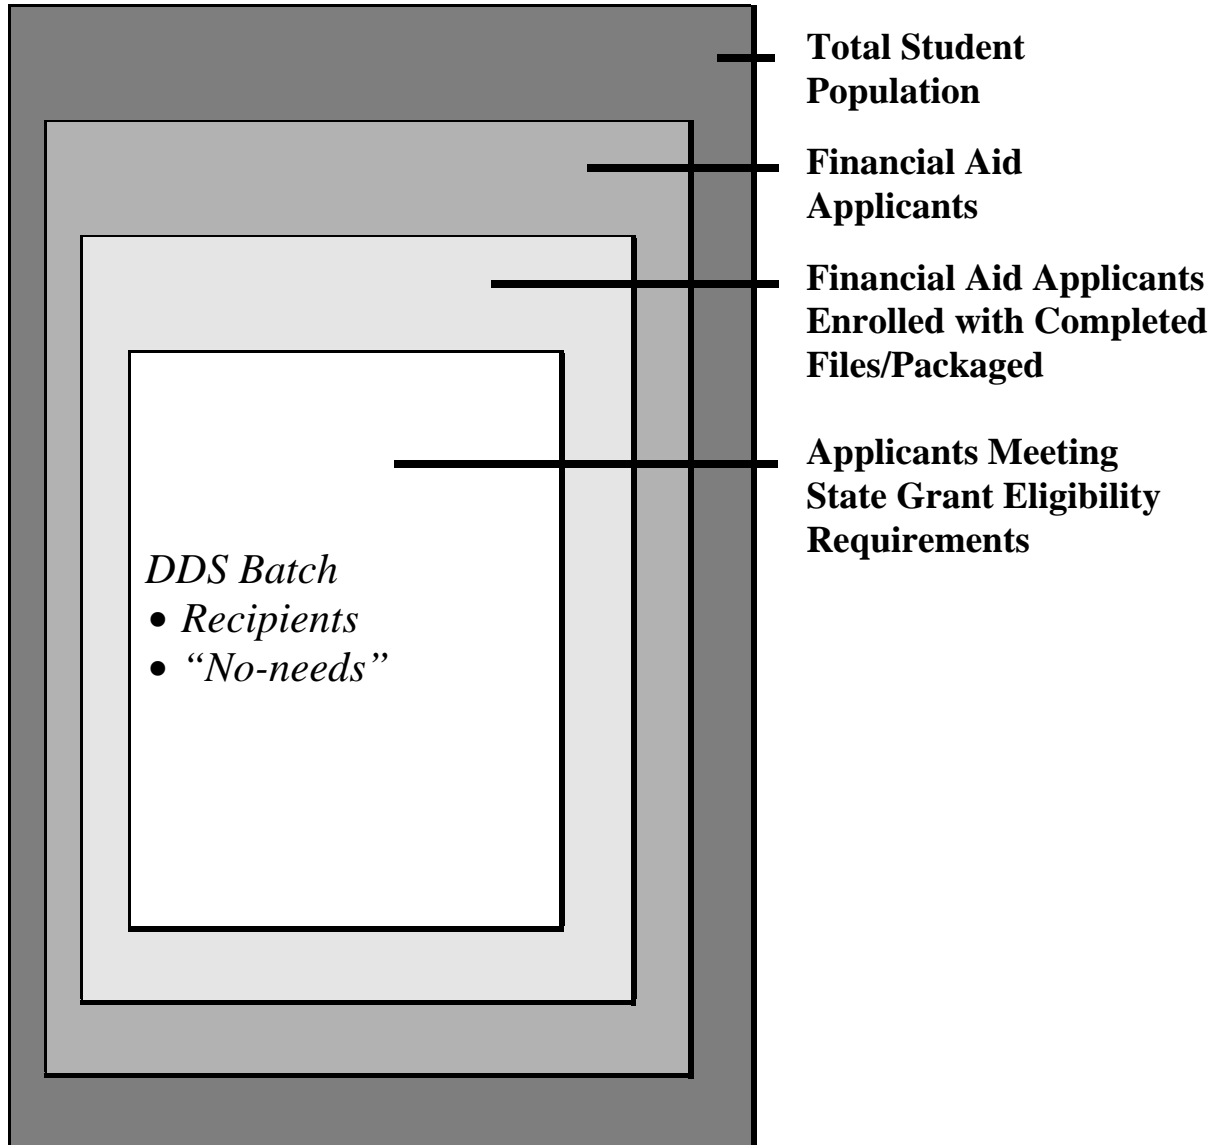 Total Student
Population
Financial Aid
Applicants
Financial Aid Applicants
Enrolled with Completed
Files/Packaged
Applicants Meeting
State Grant Eligibility
Requirements
DDS Batch
• Recipients
• “No-needs”